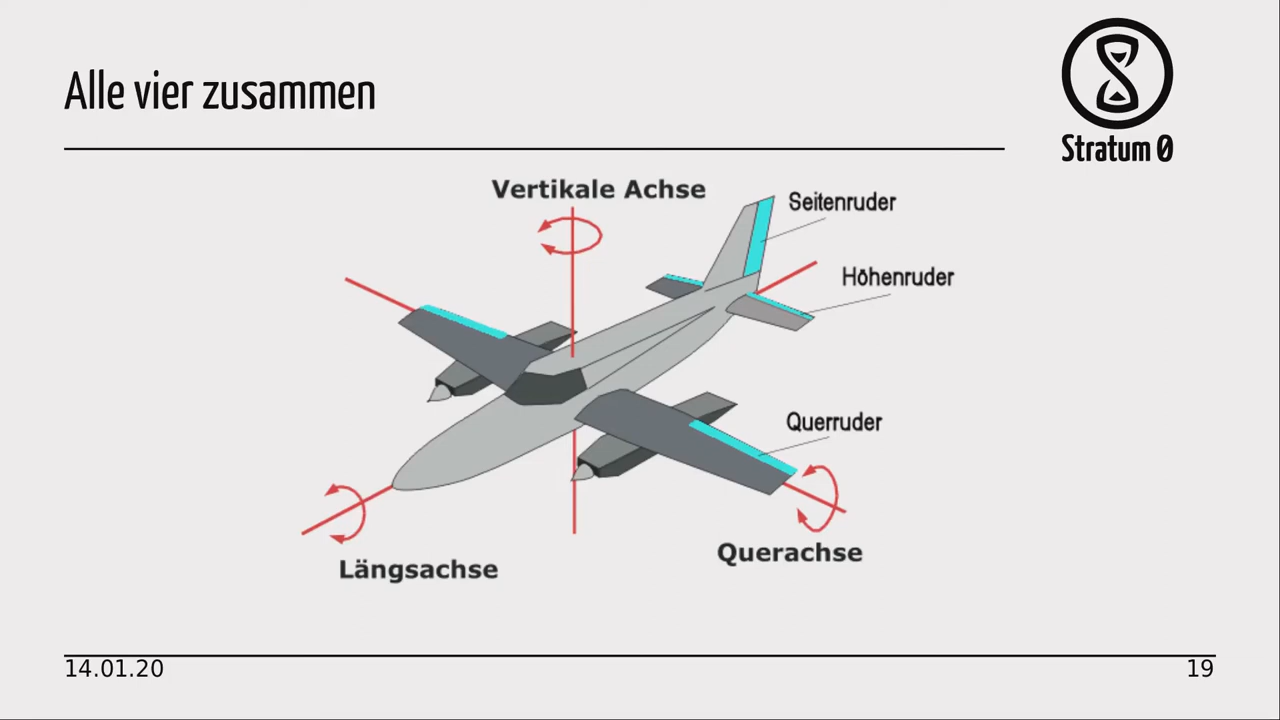 Alle vier zusammen
Stratum 0
Vertikale Achse
Seitenruder
Höhenruder
Querruder
Querachse
Längsachse
14.01.20
19